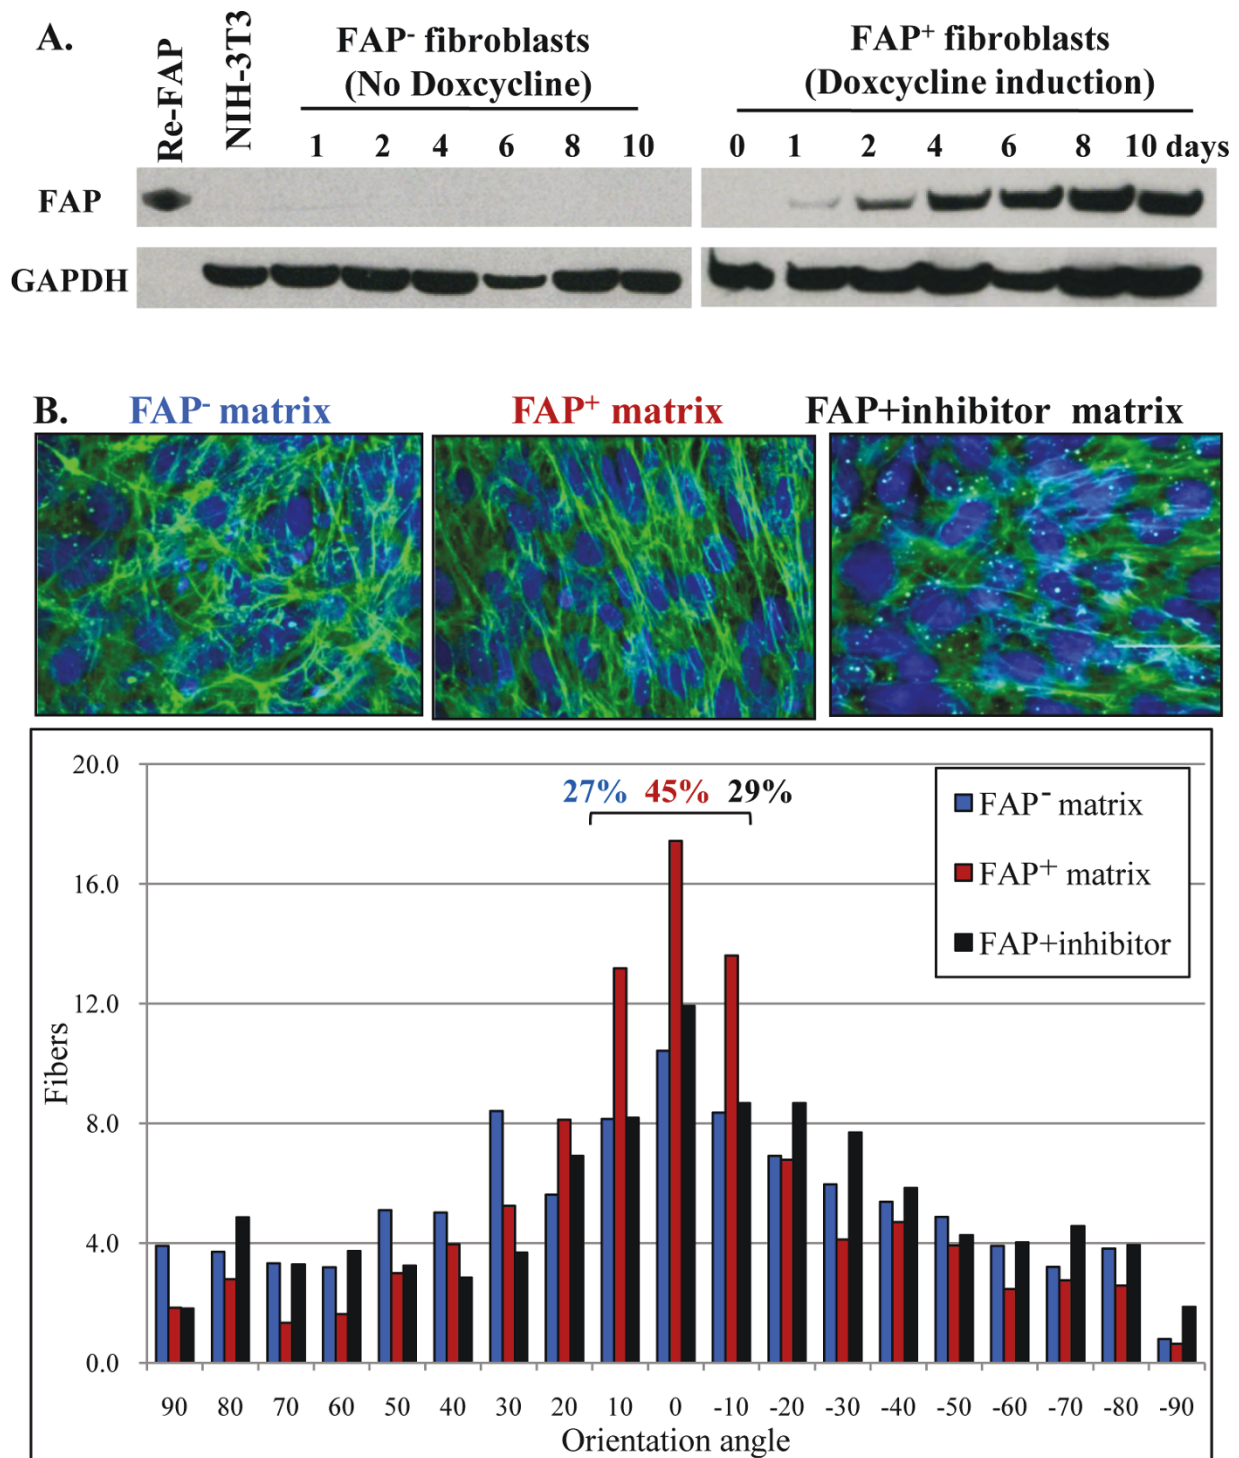 A.
Re-FAP
NIH-3T3
FAP- fibroblasts
(No Doxcycline)
FAP+ fibroblasts
(Doxcycline induction)
1 2 4 6 8 10
0 1 2 4 6 8 10 days
FAP
GAPDH
B.
FAP- matrix
FAP+ matrix
FAP+inhibitor matrix
27% 45% 29%
FAP- matrix
FAP+ matrix
FAP+inhibitor
20.0
16.0
12.0
8.0
4.0
0.0
Fibers
90 80 70 60 50 40 30 20 10 0 -10 -20 -30 -40 -50 -60 -70 -80 -90
Orientation angle